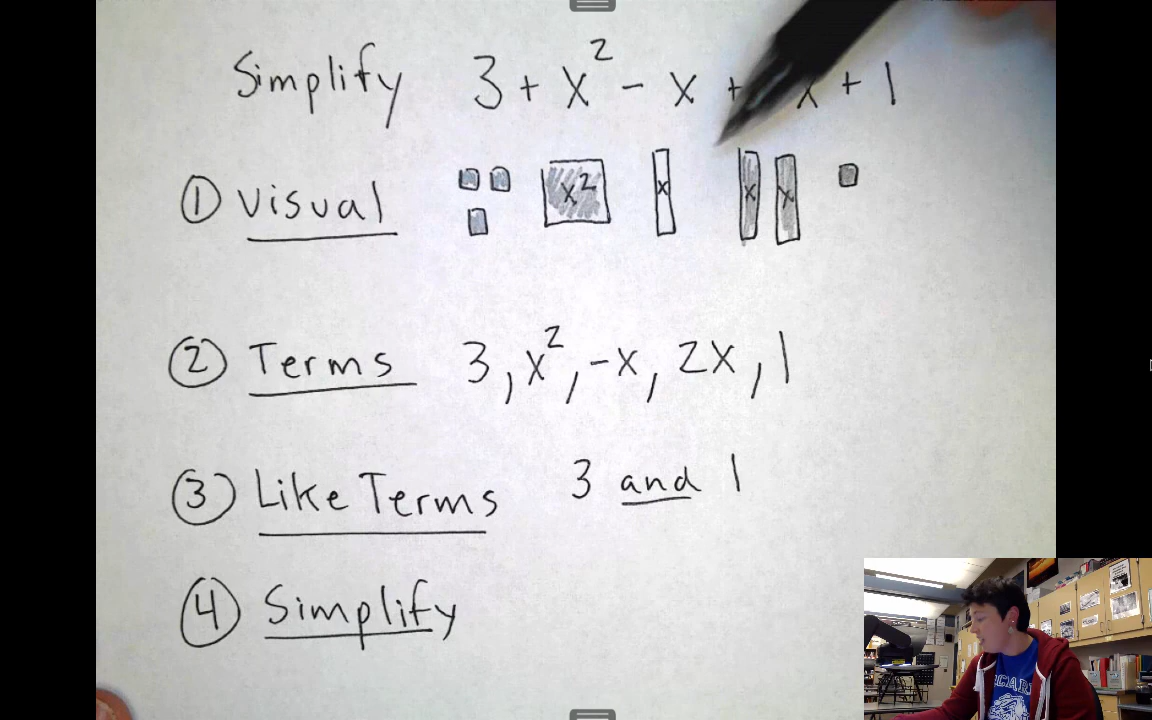 Simplify 3 + x² - x + x + 1
① Visual x² x x x
② Terms 3, x², -x, 2x, 1
③ Like Terms 3 and 1
④ Simplify